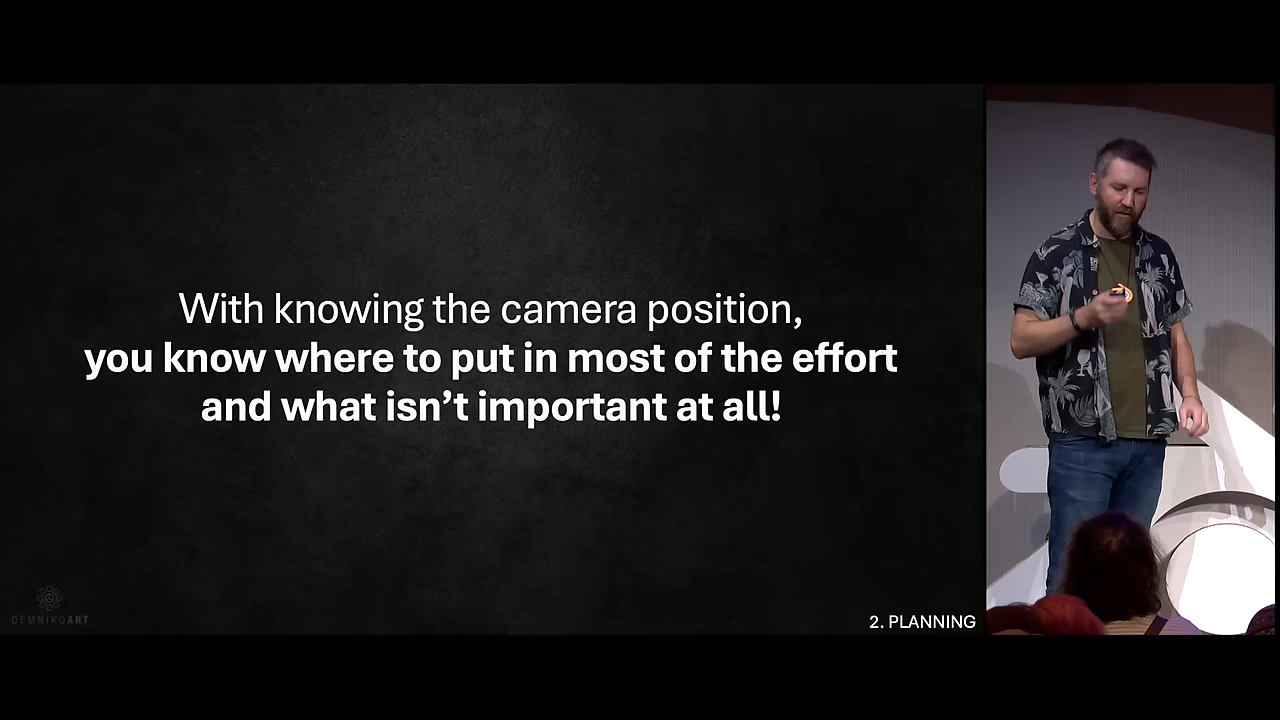 With knowing the camera position,
you know where to put in most of the effort
and what isn’t important at all!
DEMNIKOART
2. PLANNING